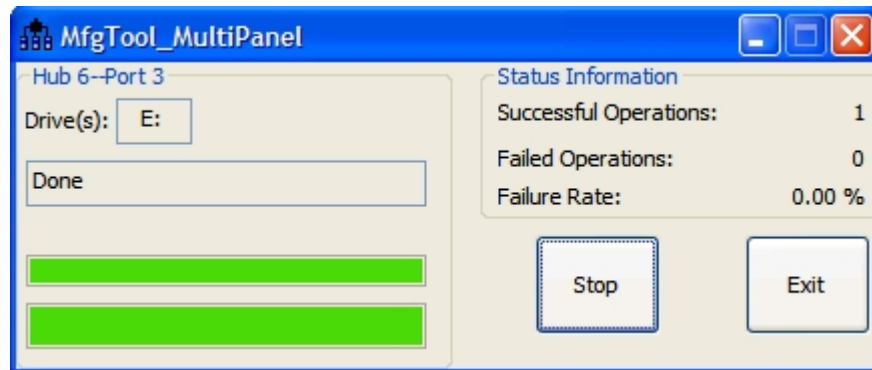 MfgTool_MultiPanel
Hub 6--Port 3
Drive(s): E:
Done
Status Information
Successful Operations: 1
Failed Operations: 0
Failure Rate: 0.00 %
Stop
Exit